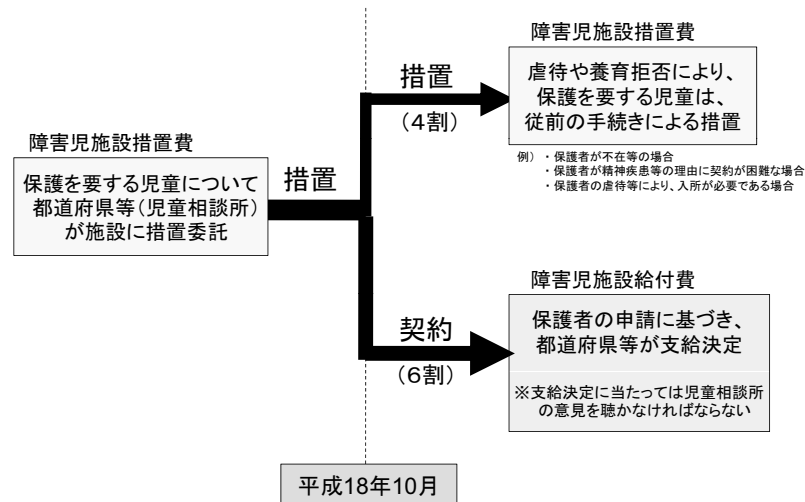 障害児施設措置費
保護を要する児童について
都道府県等(児童相談所)
が施設に措置委託
措置
措置
(4割)
障害児施設措置費
虐待や養育拒否により、
保護を要する児童は、
従前の手続きによる措置
例) ・保護者が不在等の場合
・保護者が精神疾患等の理由に契約が困難な場合
・保護者の虐待等により、入所が必要である場合
契約
(6割)
障害児施設給付費
保護者の申請に基づき、
都道府県等が支給決定
※支給決定に当たっては児童相談所
の意見を聴かなければならない
平成18年10月